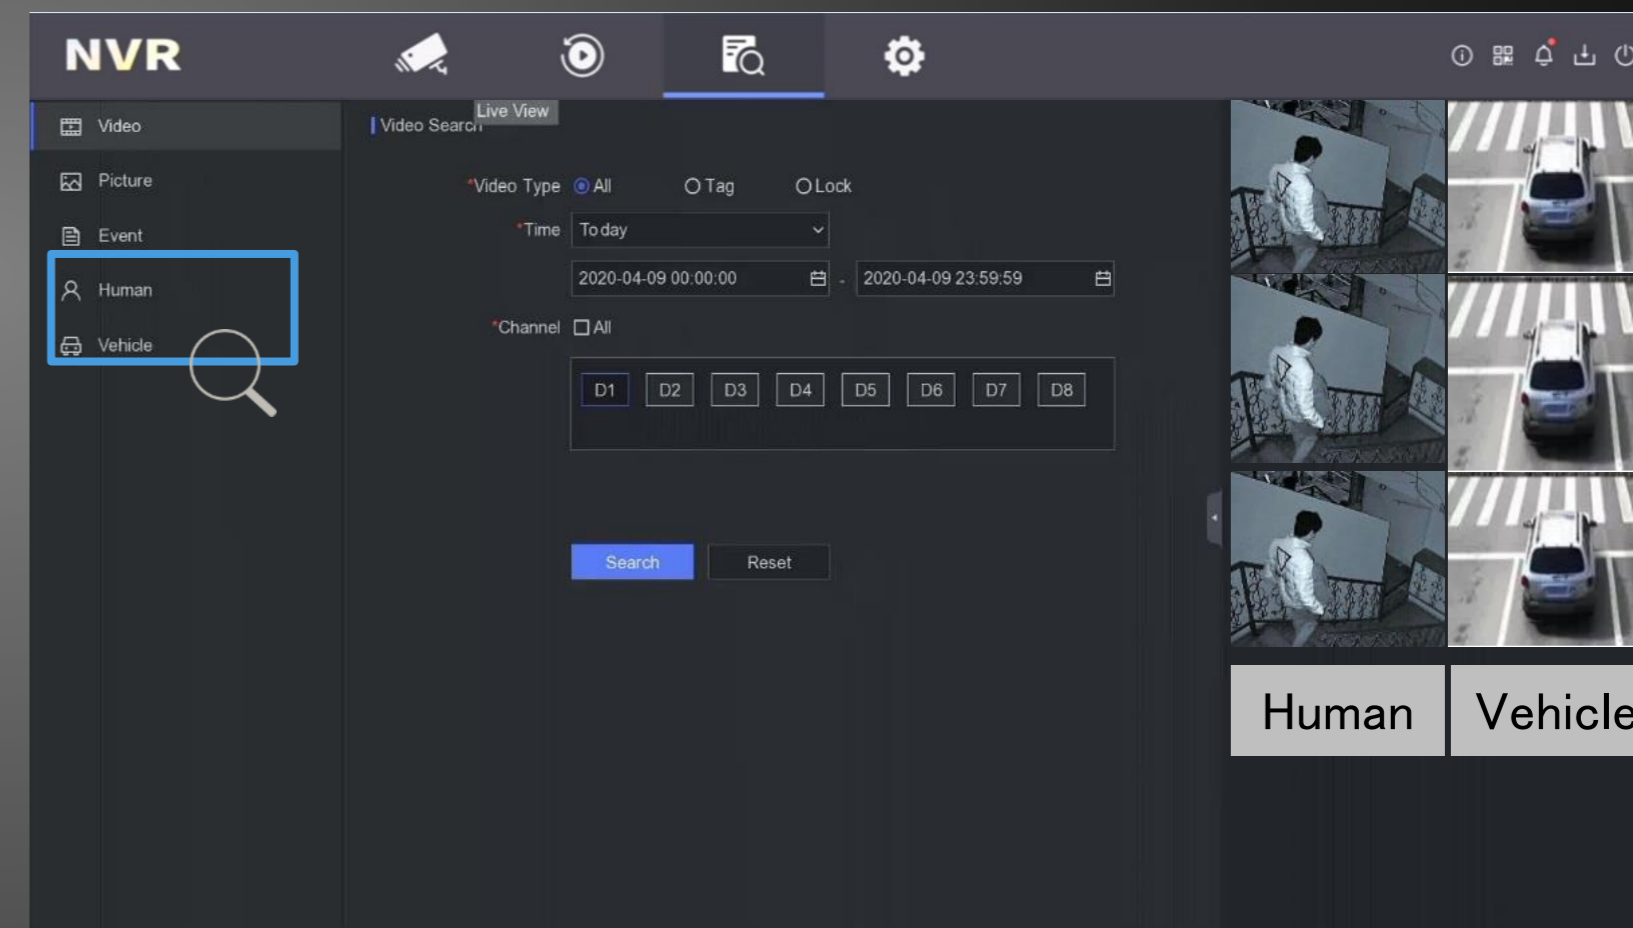 NVR
Live View
Video
Video Search
Picture
*Video Type All Tag Lock
*Time Today
Event
2020-04-09 00:00:00 - 2020-04-09 23:59:59
Human
*Channel All
Vehicle
D1 D2 D3 D4 D5 D6 D7 D8
Search Reset
Human Vehicle